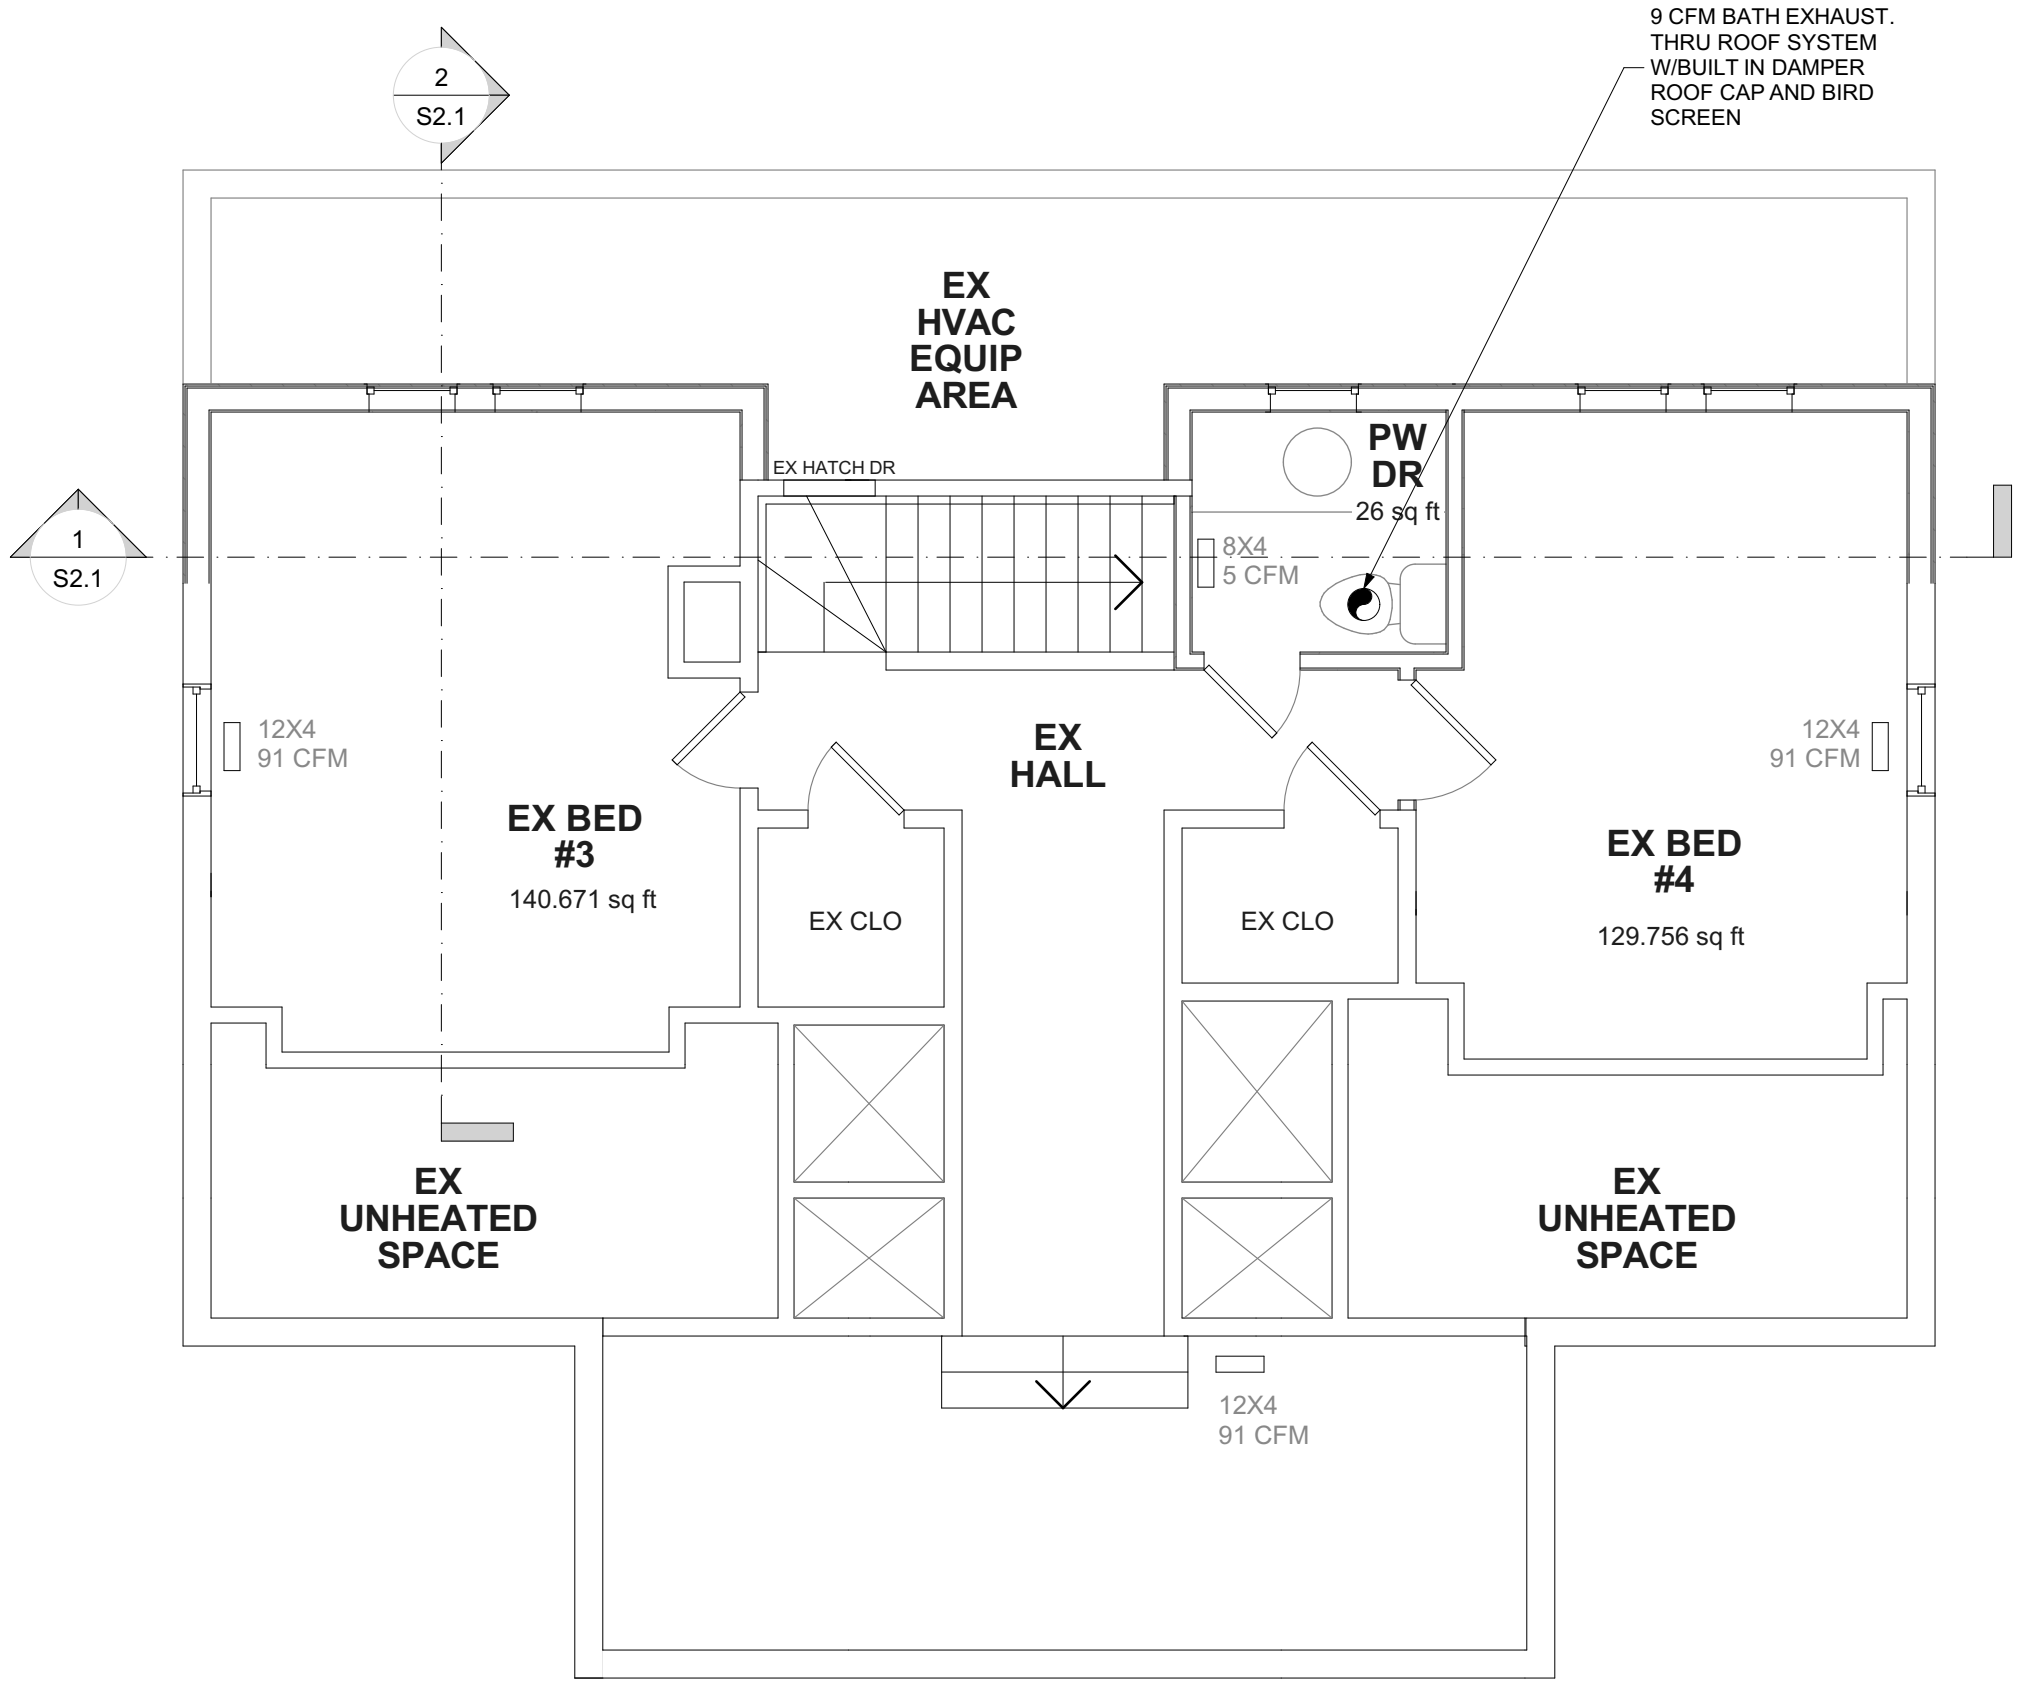 9 CFM BATH EXHAUST.
THRU ROOF SYSTEM
W/BUILT IN DAMPER
ROOF CAP AND BIRD
SCREEN
2
S2.1
EX
HVAC
EQUIP
AREA
EX HATCH DR
PW
DR
26 sq ft
1
S2.1
8X4
5 CFM
12X4
91 CFM
EX
HALL
12X4
91 CFM
EX BED
#3
140.671 sq ft
EX CLO
EX CLO
EX BED
#4
129.756 sq ft
EX
UNHEATED
SPACE
EX
UNHEATED
SPACE
12X4
91 CFM